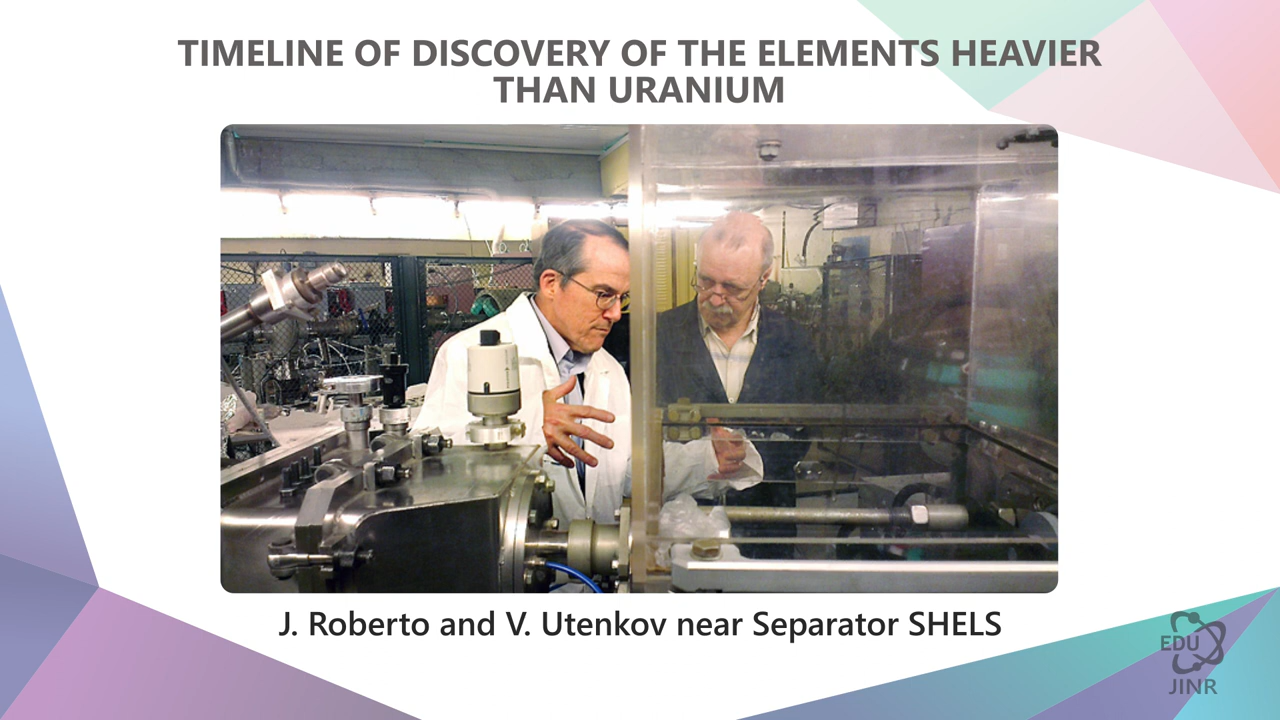 TIMELINE OF DISCOVERY OF THE ELEMENTS HEAVIER
THAN URANIUM
J. Roberto and V. Utenkov near Separator SHELS
EDU
JINR